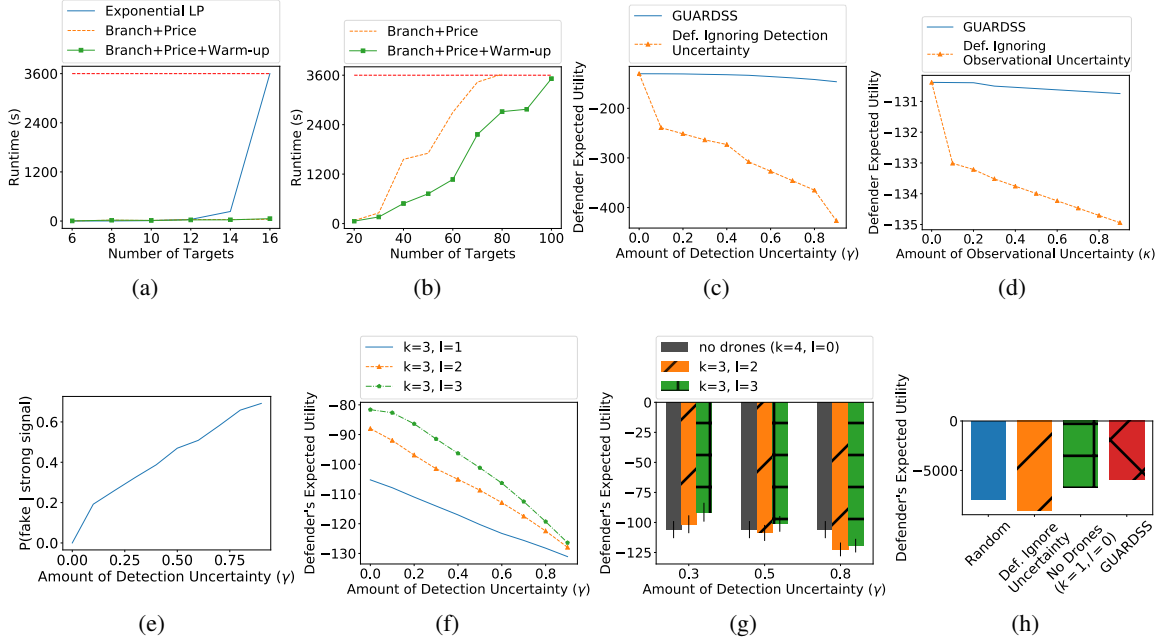 Exponential LP
Branch+Price
Branch+Price+Warm-up
3600
2400
1200
0
Runtime (s)
6 8 10 12 14 16
Number of Targets
(a)
Branch+Price
Branch+Price+Warm-up
3600
2400
1200
0
Runtime (s)
20 40 60 80 100
Number of Targets
(b)
GUARDSS
Def. Ignoring Detection
Uncertainty
−200
−300
−400
Defender Expected Utility
0.0 0.2 0.4 0.6 0.8
Amount of Detection Uncertainty (γ)
(c)
GUARDSS
Def. Ignoring
Observational Uncertainty
−131
−132
−133
−134
−135
Defender Expected Utility
0.0 0.2 0.4 0.6 0.8
Amount of Observational Uncertainty (κ)
(d)
0.6
0.4
0.2
0.0
P(fake | strong signal)
0.00 0.25 0.50 0.75
Amount of Detection Uncertainty (γ)
(e)
k=3, l=1
k=3, l=2
k=3, l=3
−80
−90
−100
−110
−120
−130
Defender's Expected Utility
0.0 0.2 0.4 0.6 0.8
Amount of Detection Uncertainty (γ)
(f)
no drones (k=4, l=0)
k=3, l=2
k=3, l=3
0
−25
−50
−75
−100
−125
Defender's Expected Utility
0.3 0.5 0.8
Amount of Detection Uncertainty (γ)
(g)
0
−5000
Defender's Expected Utility
Random
Def. Ignore
Uncertainty
No Drones
(k = 1, l = 0)
GUARDSS
(h)